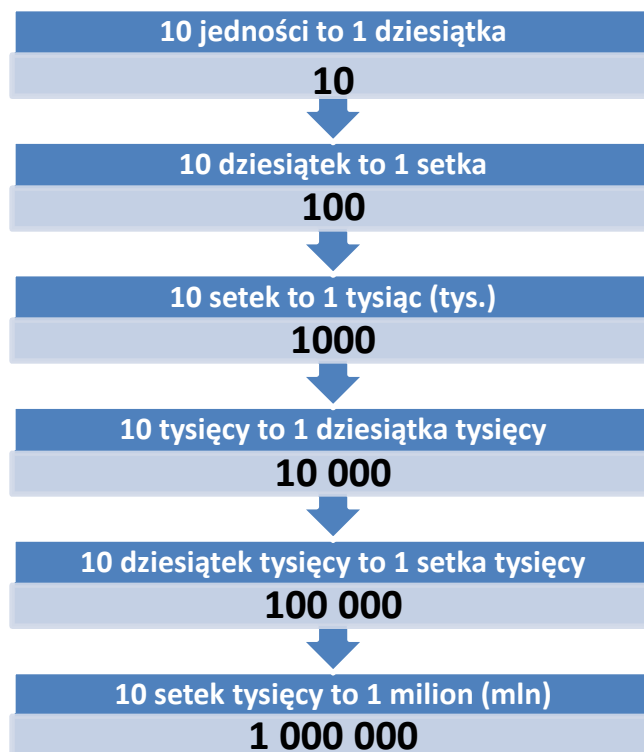 10 jedności to 1 dziesiątka
10
10 dziesiątek to 1 setka
100
10 setek to 1 tysiąc (tys.)
1000
10 tysięcy to 1 dziesiątka tysięcy
10 000
10 dziesiątek tysięcy to 1 setka tysięcy
100 000
10 setek tysięcy to 1 milion (mln)
1 000 000